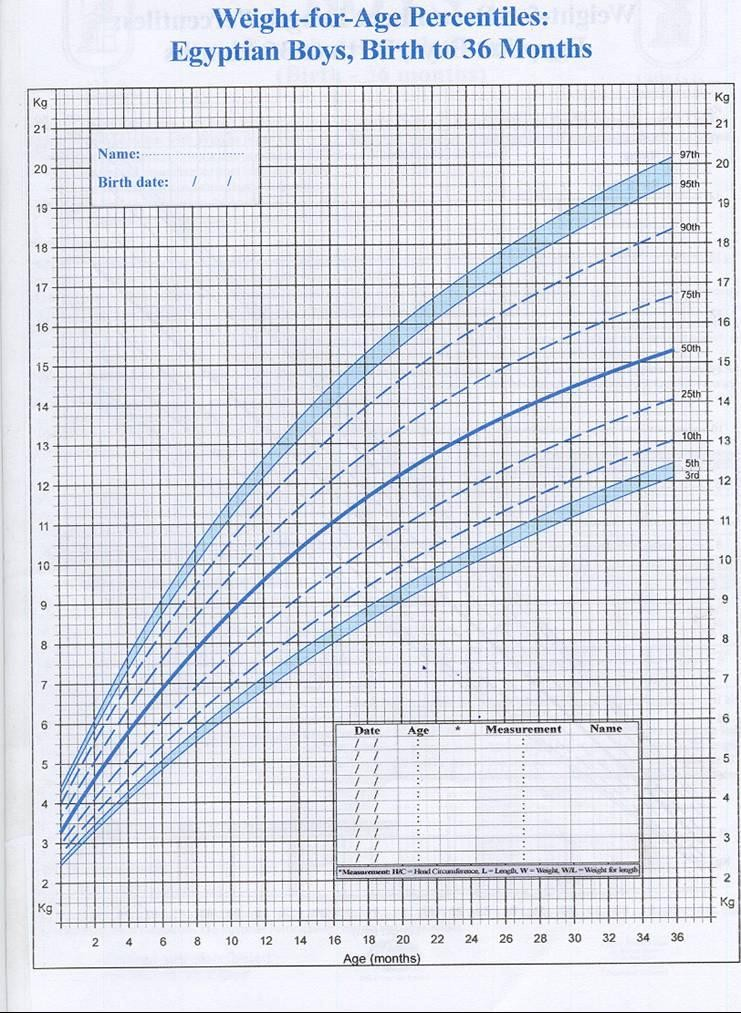 Weight-for-Age Percentiles:
Egyptian Boys, Birth to 36 Months
Kg Kg
21 21
20 20
19 19
18 18
17 17
16 16
15 15
14 14
13 13
12 12
11 11
10 10
9 9
8 8
7 7
6 6
5 5
4 4
3 3
2 2
Kg Kg
Name:
Birth date: / /
97th
95th
90th
75th
50th
25th
10th
5th
3rd
Date Age * Measurement Name
/ / : :
/ / : :
/ / : :
/ / : :
/ / : :
/ / : :
/ / : :
/ / : :
/ / : :
/ / : :
*Measurement: H/C = Head Circumference, L = Length, W = Weight, W/L = Weight for length
2 4 6 8 10 12 14 16 18 20 22 24 26 28 30 32 34 36
Age (months)